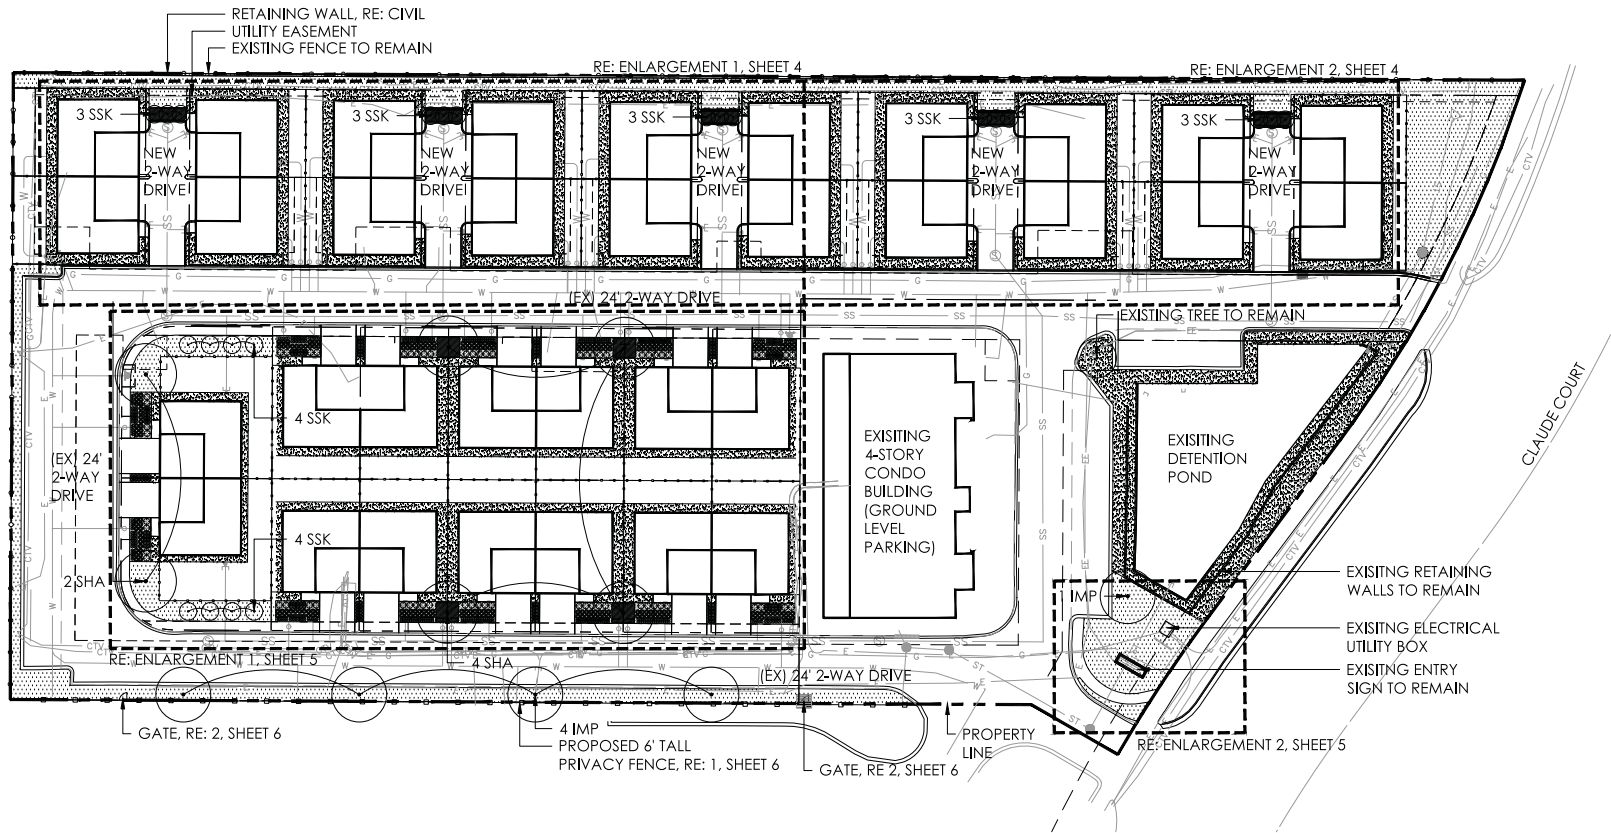 RETAINING WALL, RE: CIVIL
UTILITY EASEMENT
EXISTING FENCE TO REMAIN
RE: ENLARGEMENT 1, SHEET 4
RE: ENLARGEMENT 2, SHEET 4
3 SSK
3 SSK
3 SSK
3 SSK
3 SSK
NEW
2-WAY
DRIVE
NEW
2-WAY
DRIVE
NEW
2-WAY
DRIVE
NEW
2-WAY
DRIVE
NEW
2-WAY
DRIVE
(EX) 24' 2-WAY DRIVE
EXISTING TREE TO REMAIN
CLAUDE COURT
4 SSK
(EX) 24'
2-WAY
DRIVE
EXISITING
4-STORY
CONDO
BUILDING
(GROUND
LEVEL
PARKING)
EXISITING
DETENTION
POND
4 SSK
2 SHA
1 IMP
EXISITNG RETAINING
WALLS TO REMAIN
EXISITNG ELECTRICAL
UTILITY BOX
EXISITNG ENTRY
SIGN TO REMAIN
RE: ENLARGEMENT 1, SHEET 5
4 SHA
(EX) 24' 2-WAY DRIVE
GATE, RE: 2, SHEET 6
4 IMP
PROPOSED 6' TALL
PRIVACY FENCE, RE: 1, SHEET 6
GATE, RE 2, SHEET 6
PROPERTY
LINE
RE: ENLARGEMENT 2, SHEET 5